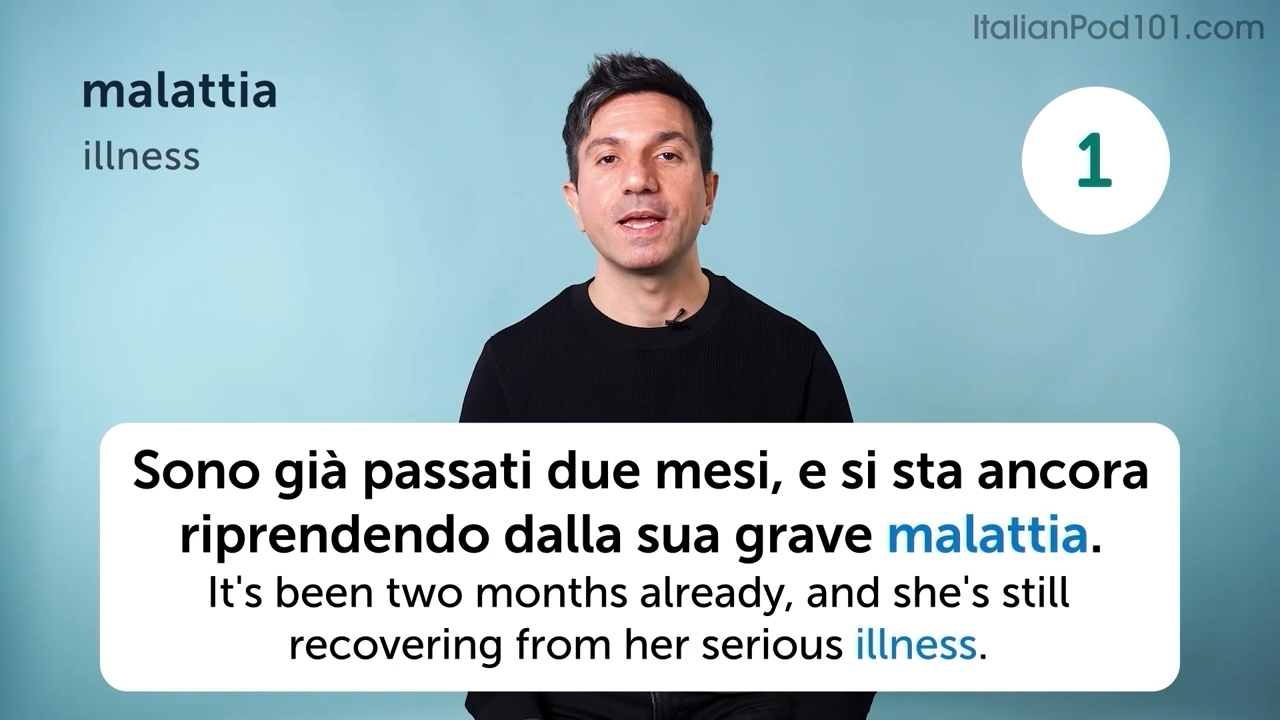 ItalianPod101.com
malattia
illness
1
Sono già passati due mesi, e si sta ancora
riprendendo dalla sua grave malattia.
It's been two months already, and she's still
recovering from her serious illness.